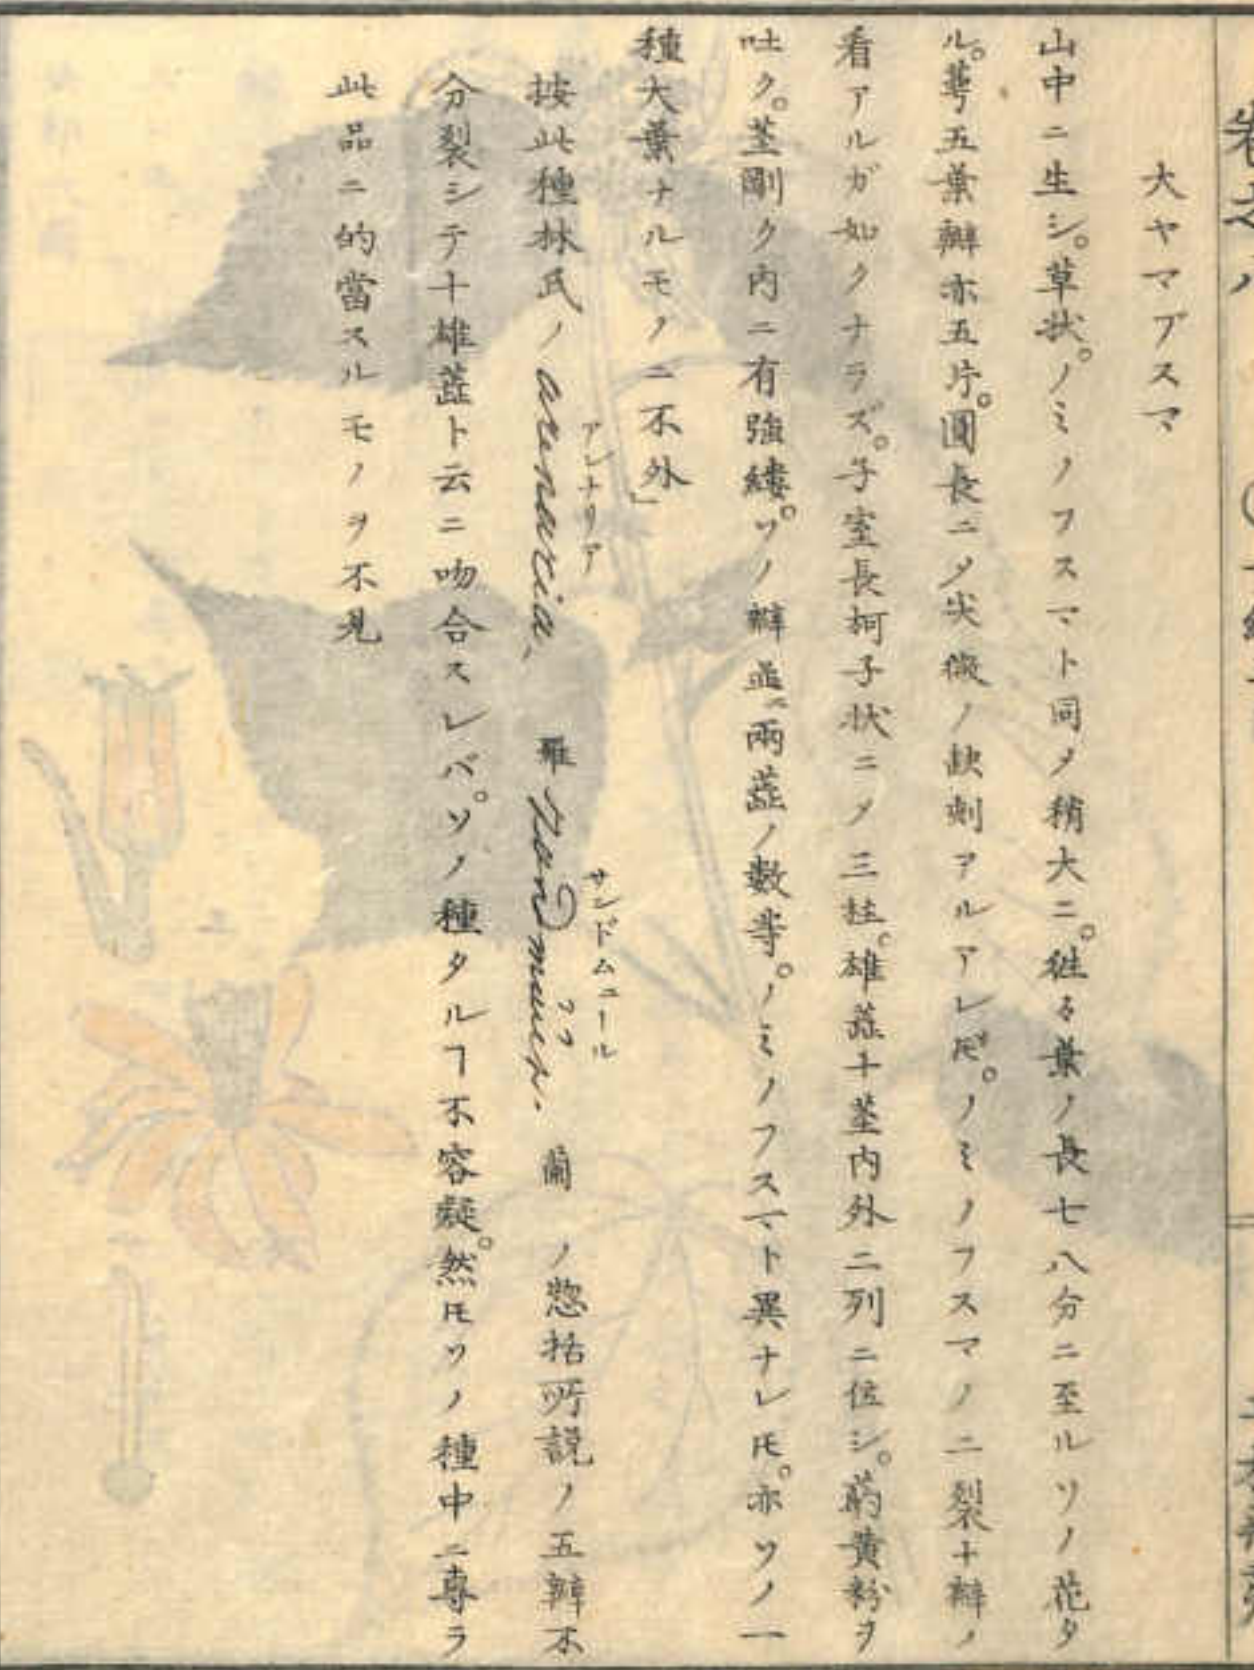 大ヤマブスマ
山中ニ生シ。草状。ノミノフスマト同メ稍大ニ。徃々葉ノ長七八分ニ至ルソノ花タ
ル。萼五葉瓣亦五片。圓長ニメ尖微ノ缺刻アルアレ𪜈。ノミノフスマノ二裂十瓣ノ
看アルガ如クナラズ。子室長柯子状ニメ三柱。雄蕋十茎内外二列ニ位シ。葯黄粉ヲ
吐ク。茎剛ク内ニ有強縷。ソノ瓣並ニ兩蕋ノ數等。ノミノフスマト異ナレ𪜈。亦ソノ一
種大葉ナルモノニ不外」
按此種林氏ノarenaria,アレナリア 羅 Sandmuur.サンドムユール 蘭 ノ惣括所説ノ五瓣不
分裂シテ十雄蕋ト云ニ吻合スレバ。ソノ種タルヿ不容疑。然𪜈ソノ種中ニ専ラ
此品ニ的當スルモノヲ不見